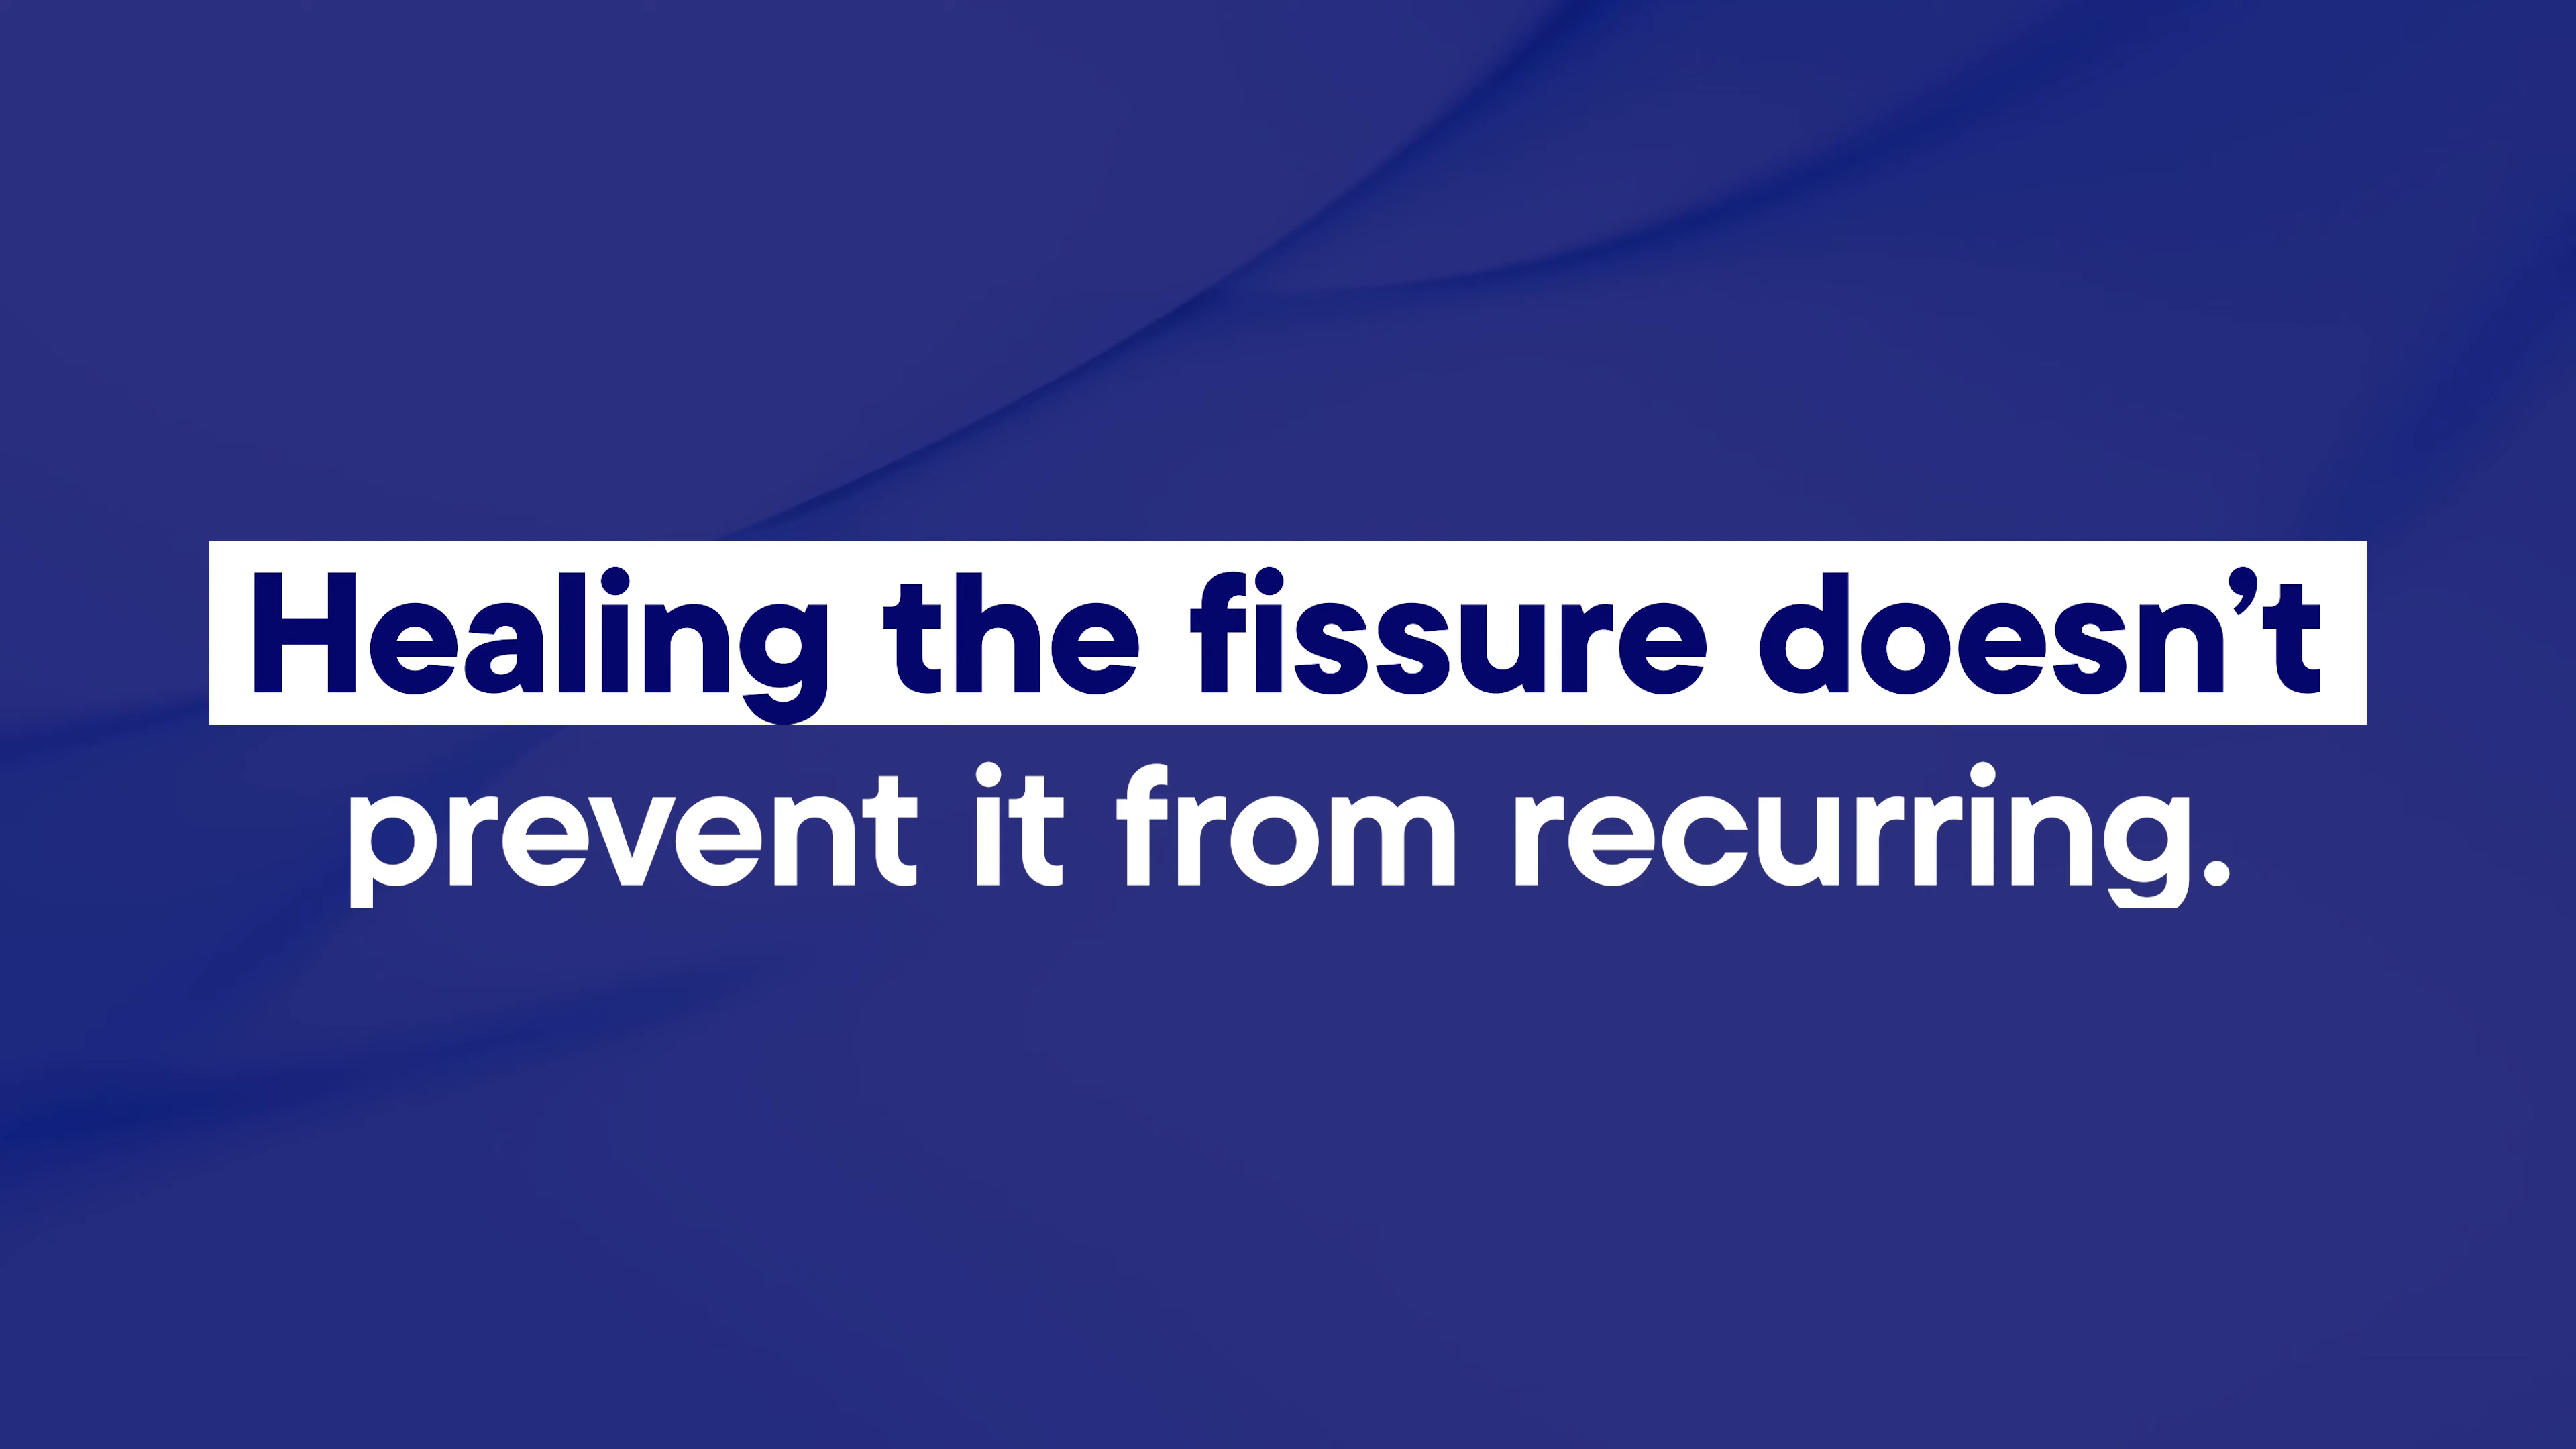 Healing the fissure doesn’t
prevent it from recurring.